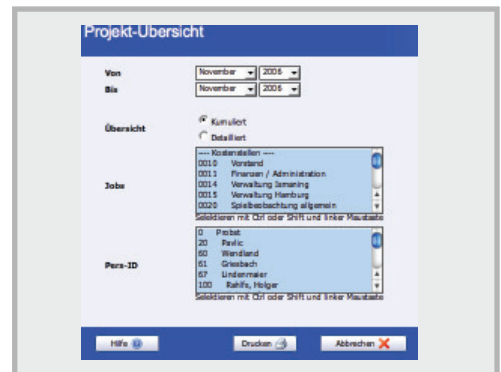 Projekt-Übersicht
Von November 2006
Bis November 2006
Übersicht
Kumuliert
Detailliert
Jobs
---- Kostenstellen ----
0010 Vorstand
0011 Finanzen / Administration
0014 Verwaltung Ismaning
0015 Verwaltung Hamburg
0020 Spielbeobachtung allgemein
Selektieren mit Ctrl oder Shift und linker Maustaste
Pers-ID
0 Probst
20 Pavlic
60 Wendland
61 Griesbach
67 Lindenmaier
100 Rahlfs, Holger
Selektieren mit Ctrl oder Shift und linker Maustaste
Hilfe Drucken Abbrechen